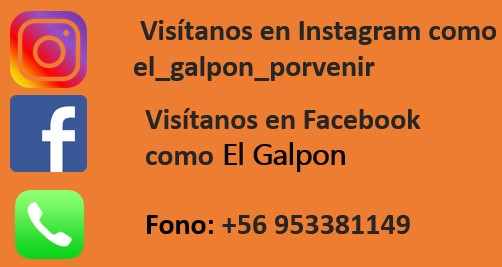 Visítanos en Instagram como
el_galpon_porvenir
Visítanos en Facebook
como El Galpon
Fono: +56 953381149